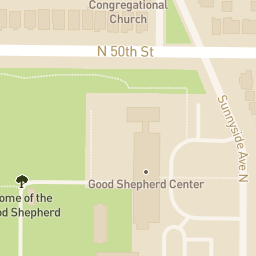 Congregational
Church
N 50th St
Sunnyside Ave N
Good Shepherd Center
ome of the
od Shepherd